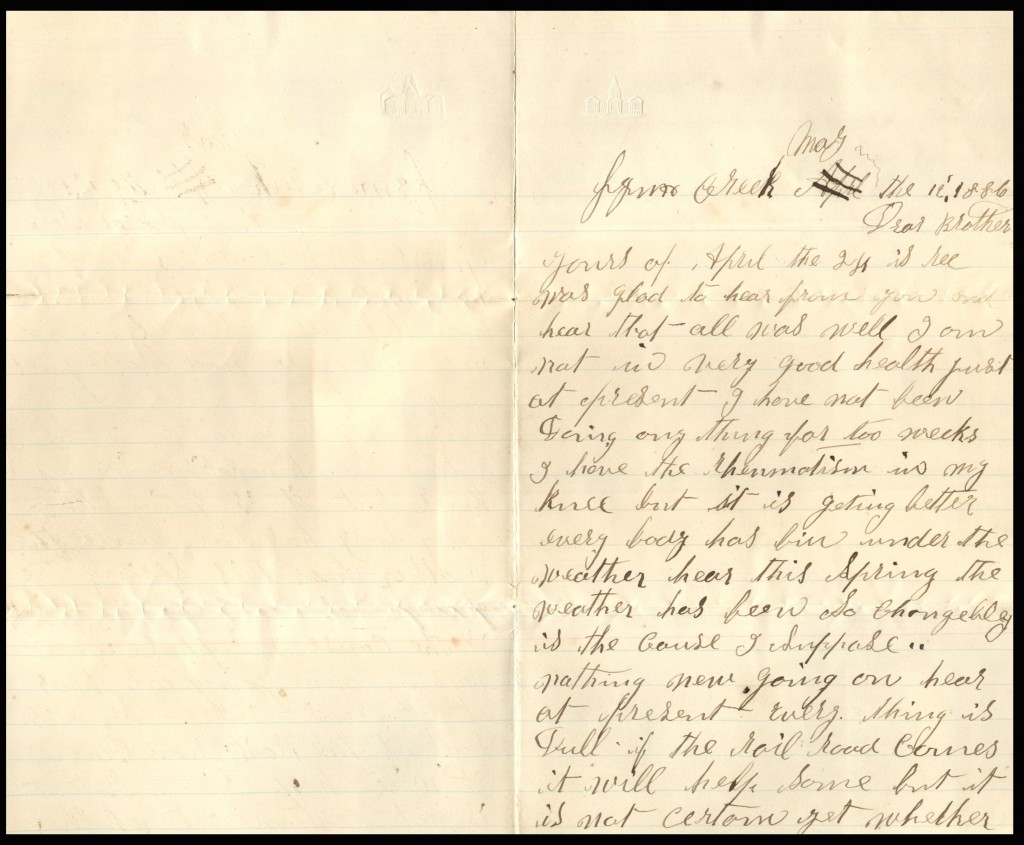 May
Creek April the 11, 1886
Dear Brother
yours of April the 24 is rec
was glad to hear from you and
hear that all was well I am
not in very good health just
at present I have not been
Doing any thing for too weeks
I have the rheumatism in my
knee but it is geting better
every body has bin under the
weather hear this Spring the
weather has been So Changebley
is the Cause I Suppose ..
nothing new going on hear
at present every thing is
Dull if the rail road Comes
it will help Some but it
is not certom yet whether